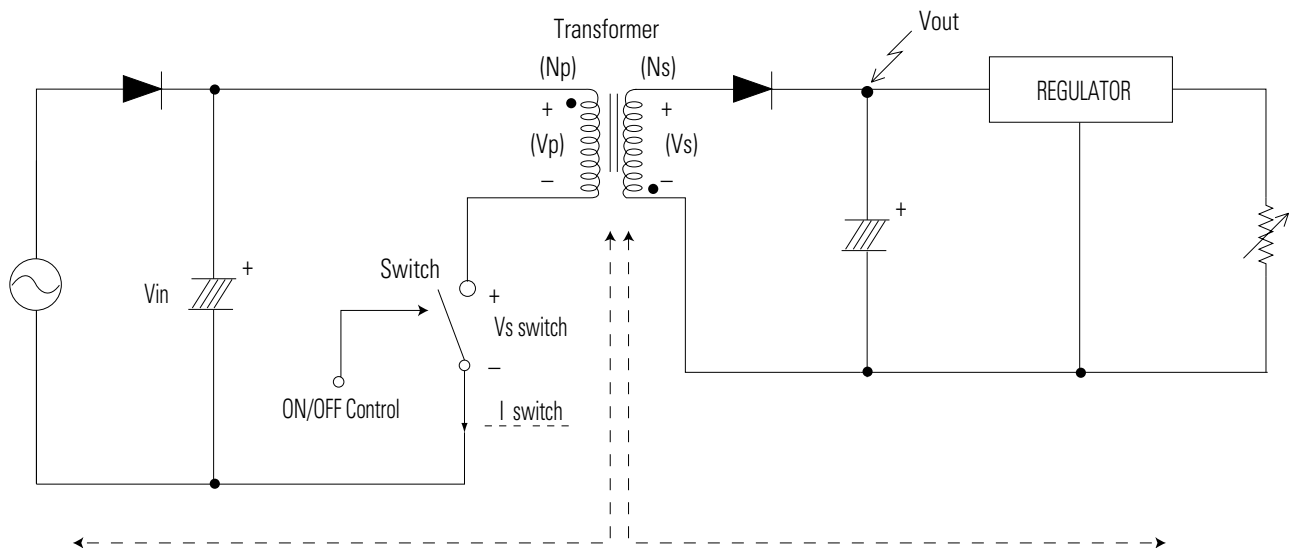 Transformer
Vout
(Np)
(Ns)
REGULATOR
+
+
(Vp)
(Vs)
–
–
+
+
Switch
Vin
+
Vs switch
–
ON/OFF Control
I switch